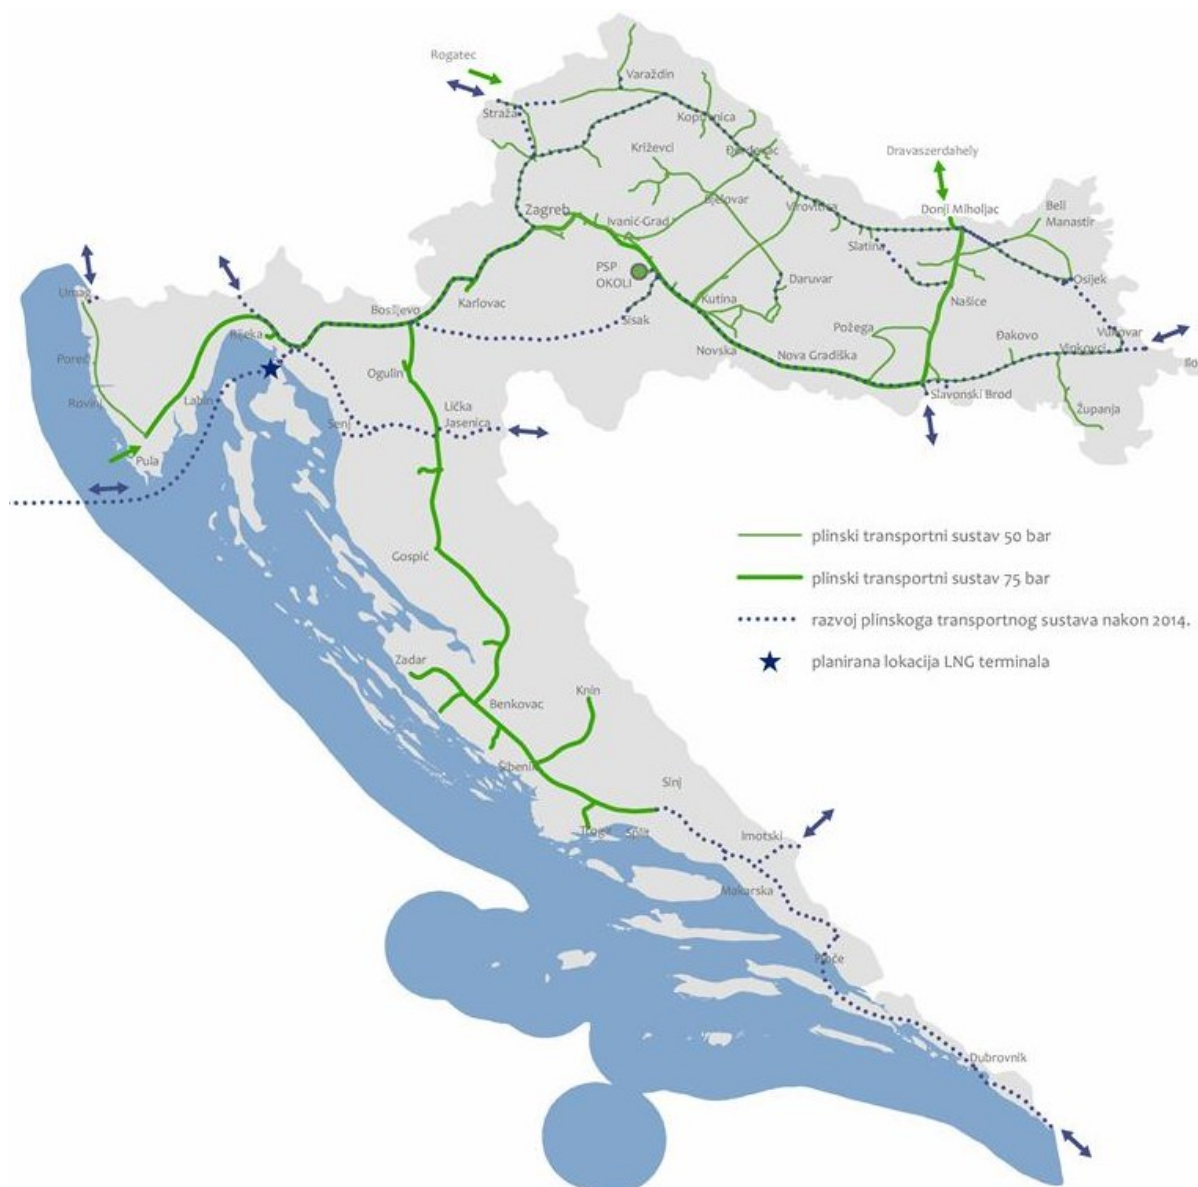 Rogatec
Varaždin
Straža
Koprivnica
Križevci
Đurđevac
Dravaszerdahely
Bjelovar
Virovitica
Zagreb
Ivanić-Grad
Donji Miholjac
Beli
Manastir
Slatina
PSP
OKOLI
Daruvar
Osijek
Umag
Karlovac
Kutina
Našice
Bosiljevo
Sisak
Rijeka
Požega
Đakovo
Vukovar
Vinkovci
Ilo
Novska
Nova Gradiška
Poreč
Ogulin
Slavonski Brod
Rovinj
Labin
Senj
Lička
Jasenica
Županja
Pula
plinski transportni sustav 50 bar
plinski transportni sustav 75 bar
razvoj plinskoga transportnog sustava nakon 2014.
planirana lokacija LNG terminala
Gospić
Zadar
Knin
Benkovac
Šibenik
Sinj
Trogir
Split
Imotski
Makarska
Ploče
Dubrovnik